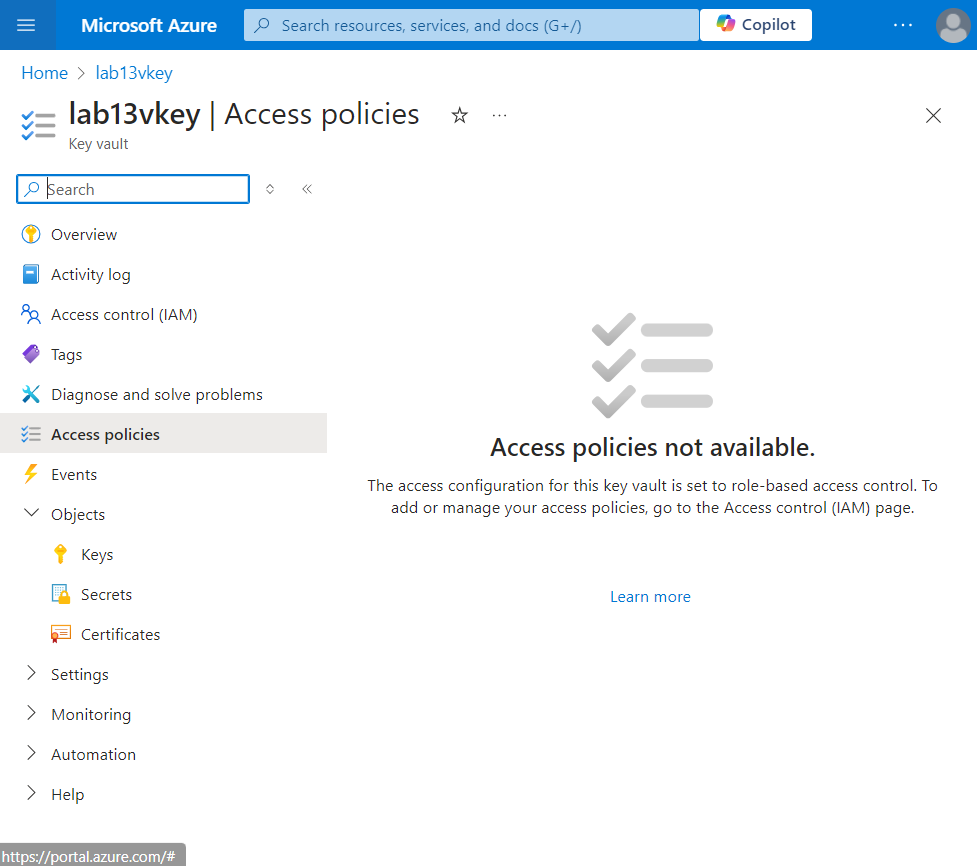 Microsoft Azure
Search resources, services, and docs (G+/)
Copilot
...
Home > lab13vkey
lab13vkey | Access policies
...
Key vault
Search
Overview
Activity log
Access control (IAM)
Tags
Diagnose and solve problems
Access policies
Events
Objects
Keys
Secrets
Certificates
Settings
Monitoring
Automation
Help
Access policies not available.
The access configuration for this key vault is set to role-based access control. To
add or manage your access policies, go to the Access control (IAM) page.
Learn more
https://portal.azure.com/#